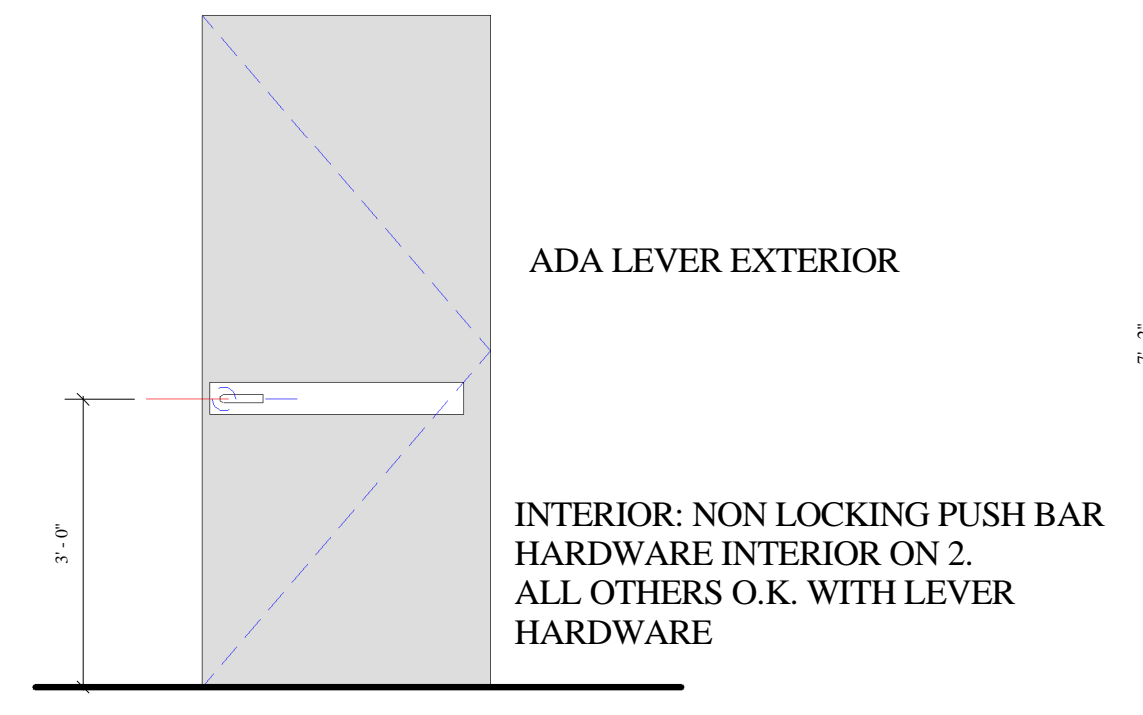 ADA LEVER EXTERIOR
3' - 0"
INTERIOR: NON LOCKING PUSH BAR
HARDWARE INTERIOR ON 2.
ALL OTHERS O.K. WITH LEVER
HARDWARE